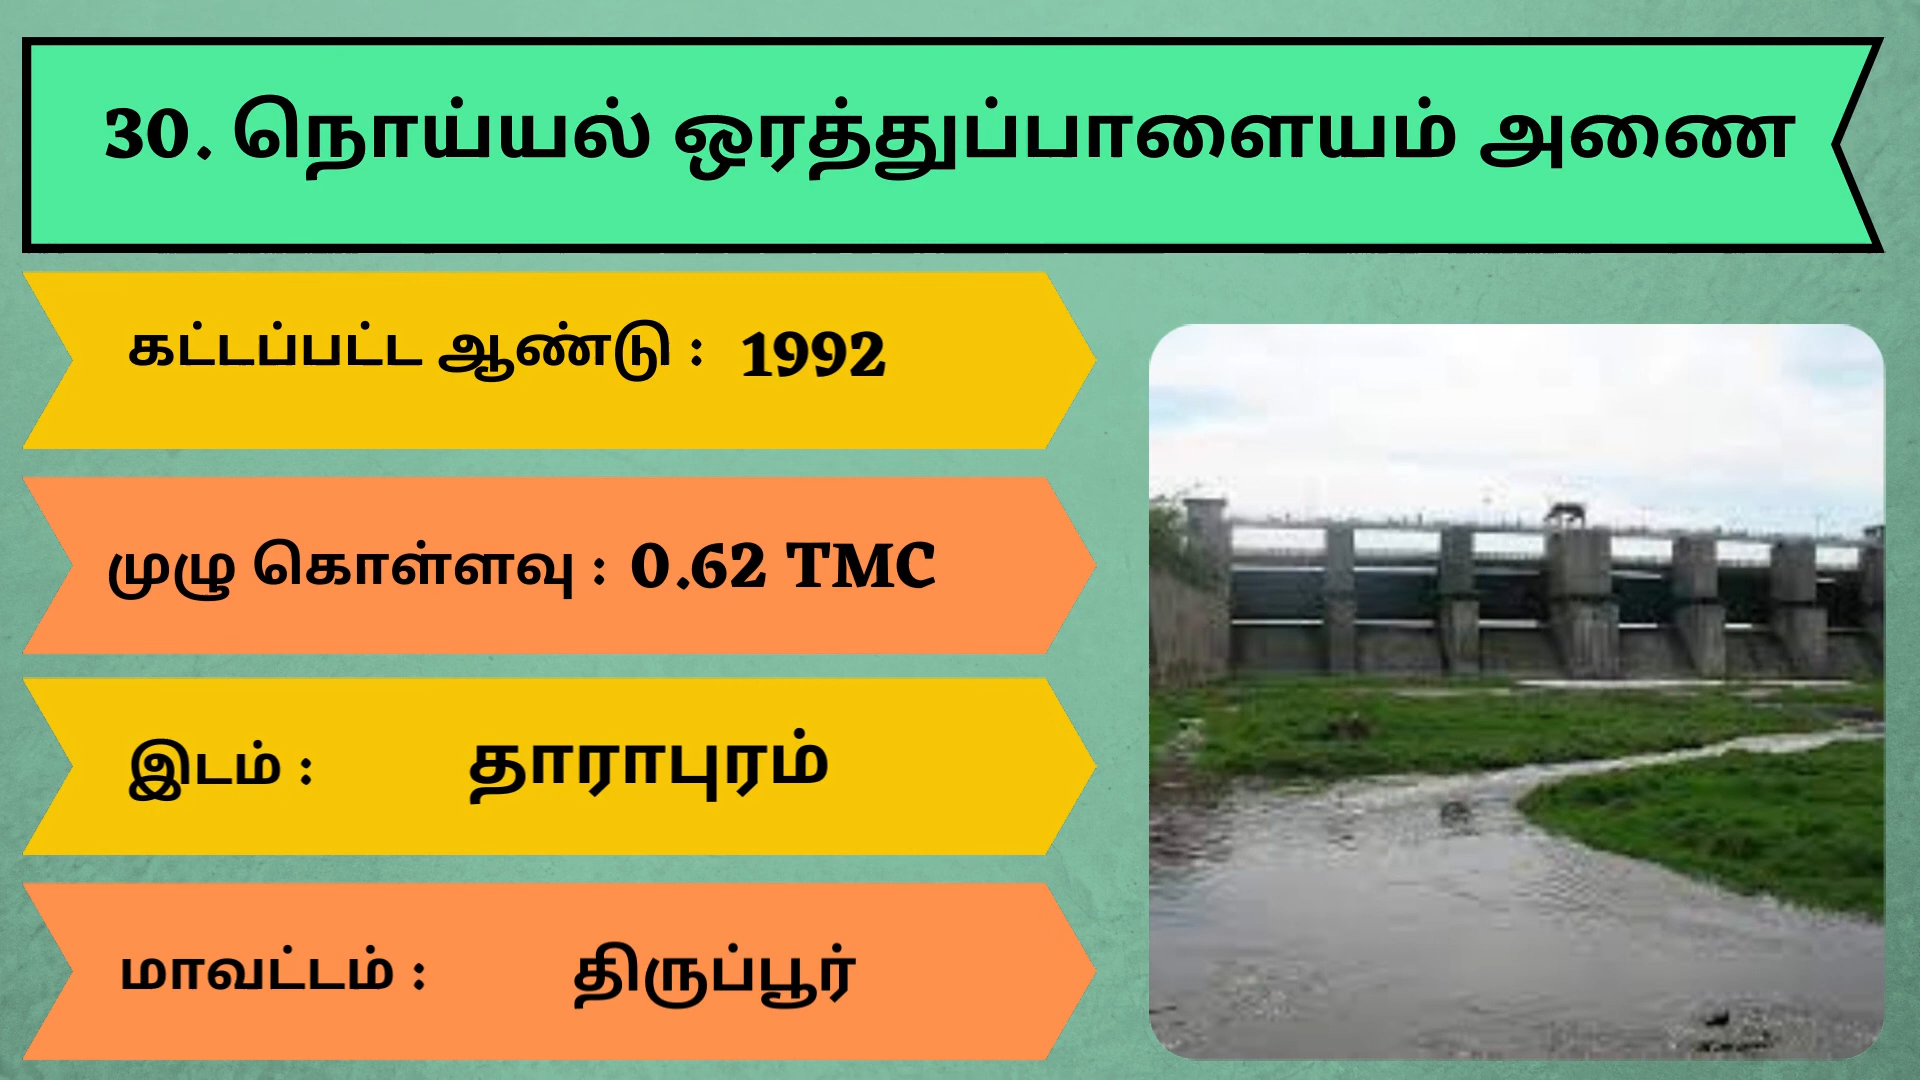 30. நொய்யல் ஒரத்துப்பாளையம் அணை
கட்டப்பட்ட ஆண்டு : 1992
முழு கொள்ளவு : 0.62 TMC
இடம் : தாராபுரம்
மாவட்டம் : திருப்பூர்